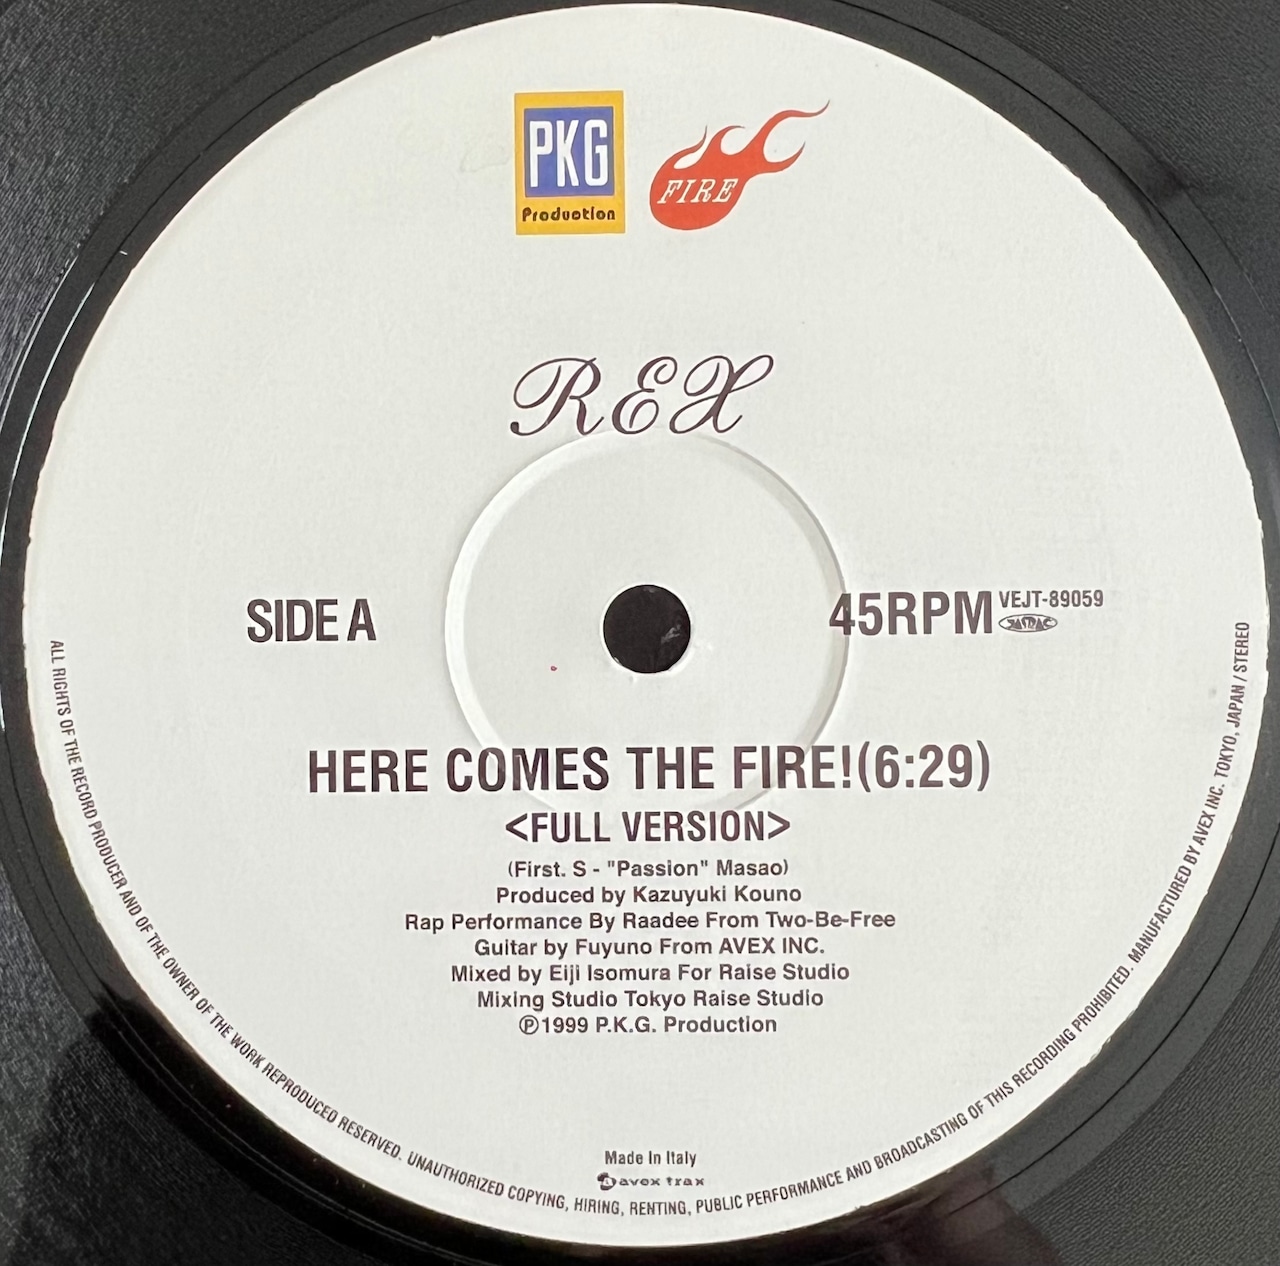 PKG
Production
FIRE
REX
SIDE A
45RPM
VEJT-89059
JASRAC
HERE COMES THE FIRE!(6:29)
<FULL VERSION>
(First. S - "Passion" Masao)
Produced by Kazuyuki Kouno
Rap Performance By Raadee From Two-Be-Free
Guitar by Fuyuno From AVEX INC.
Mixed by Eiji Isomura For Raise Studio
Mixing Studio Tokyo Raise Studio
℗1999 P.K.G. Production
Made In Italy
avex trax
ALL RIGHTS OF THE RECORD PRODUCER AND OF THE OWNER OF THE WORK REPRODUCED RESERVED. UNAUTHORIZED COPYING, HIRING, RENTING, PUBLIC PERFORMANCE AND BROADCASTING OF THIS RECORDING PROHIBITED. MANUFACTURED BY AVEX INC. TOKYO, JAPAN / STEREO